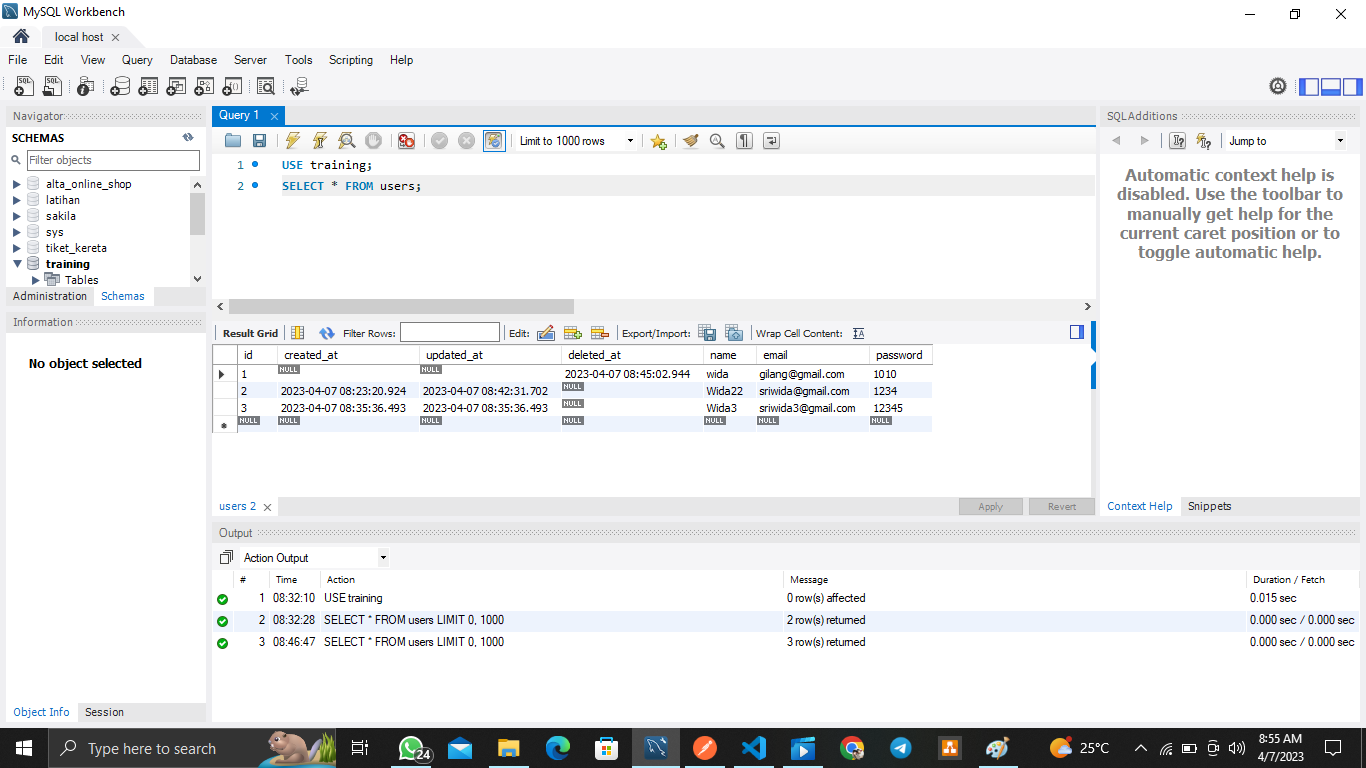 MySQL Workbench
local host
File Edit View Query Database Server Tools Scripting Help
Navigator
SCHEMAS
Filter objects
alta_online_shop
latihan
sakila
sys
tiket_kereta
training
Tables
Administration Schemas
Information
No object selected
Object Info Session
Query 1
Limit to 1000 rows
1 USE training;
2 SELECT * FROM users;
Result Grid Filter Rows: Edit: Export/Import: Wrap Cell Content:
id created_at updated_at deleted_at name email password
1 NULL NULL 2023-04-07 08:45:02.944 wida gilang@gmail.com 1010
2 2023-04-07 08:23:20.924 2023-04-07 08:42:31.702 NULL Wida22 sriwida@gmail.com 1234
3 2023-04-07 08:35:36.493 2023-04-07 08:35:36.493 NULL Wida3 sriwida3@gmail.com 12345
NULL NULL NULL NULL NULL NULL NULL
users 2 Apply Revert
SQLAdditions
Jump to
Automatic context help is
disabled. Use the toolbar to
manually get help for the
current caret position or to
toggle automatic help.
Context Help Snippets
Output
Action Output
# Time Action Message Duration / Fetch
1 08:32:10 USE training 0 row(s) affected 0.015 sec
2 08:32:28 SELECT * FROM users LIMIT 0, 1000 2 row(s) returned 0.000 sec / 0.000 sec
3 08:46:47 SELECT * FROM users LIMIT 0, 1000 3 row(s) returned 0.000 sec / 0.000 sec
Type here to search
24
25°C
8:55 AM
4/7/2023